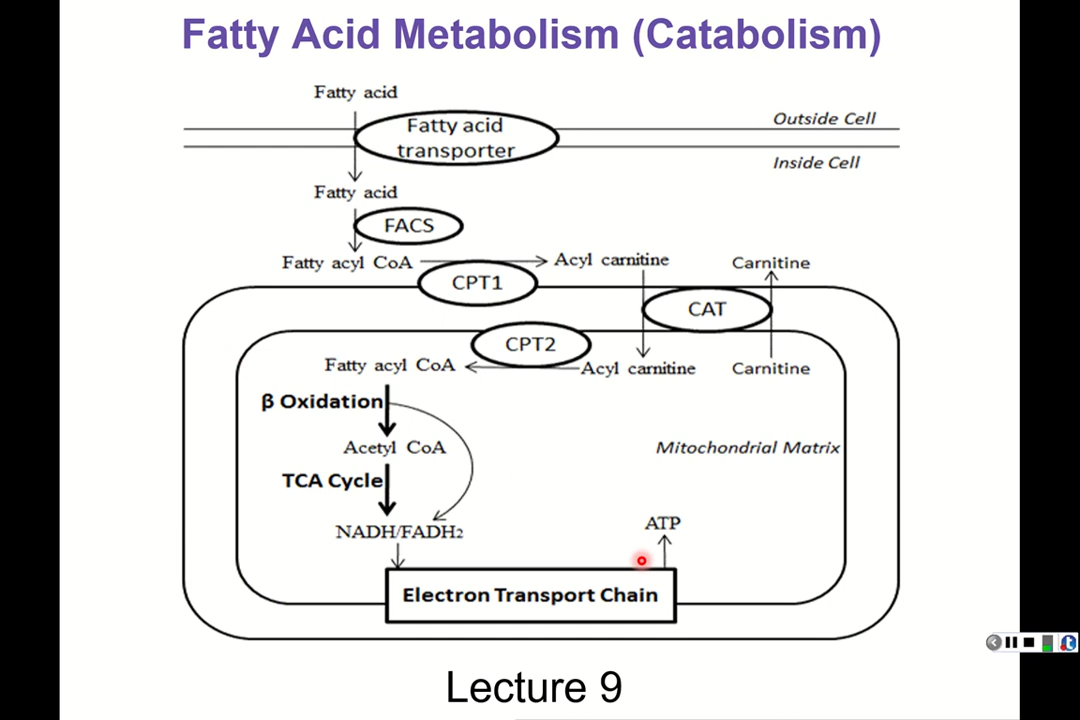 Fatty Acid Metabolism (Catabolism)
Fatty acid
Outside Cell
Fatty acid
transporter
Inside Cell
Fatty acid
FACS
Fatty acyl CoA
Acyl carnitine
Carnitine
CPT1
CAT
CPT2
Fatty acyl CoA
Acyl carnitine
Carnitine
β Oxidation
Acetyl CoA
Mitochondrial Matrix
TCA Cycle
NADH/FADH₂
ATP
Electron Transport Chain
Lecture 9